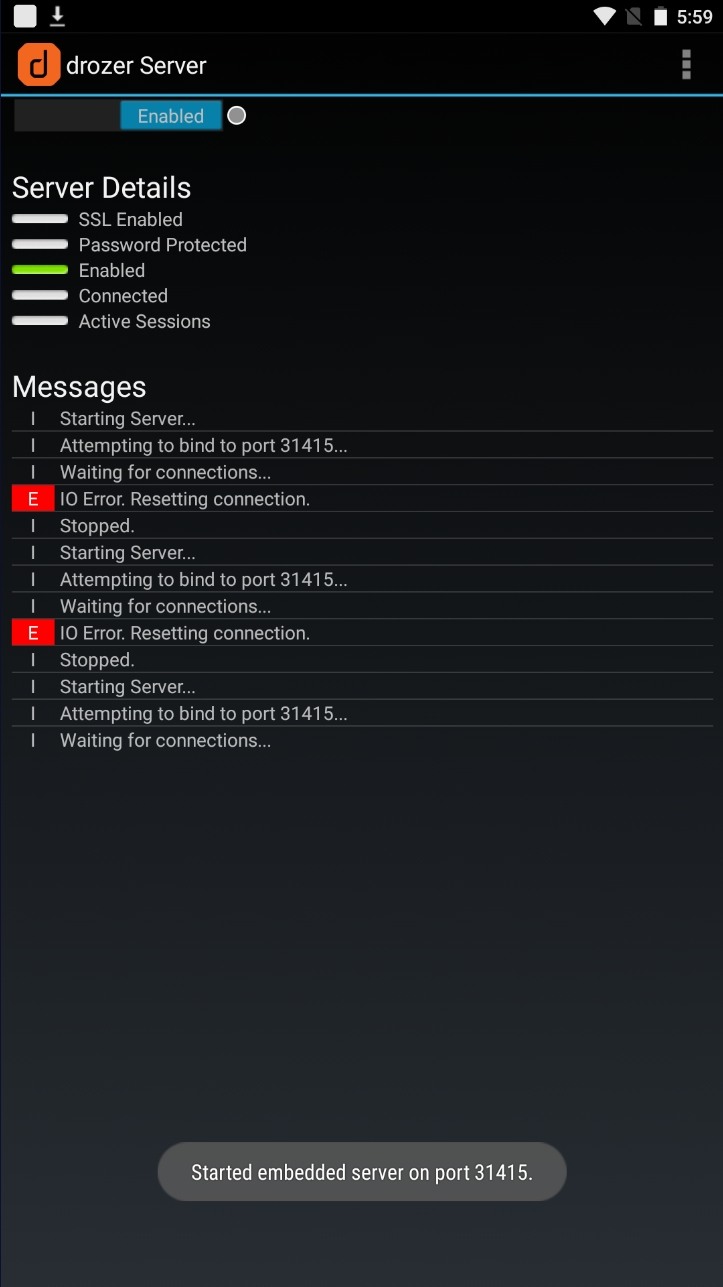 5:59
drozer Server
Enabled
Server Details
SSL Enabled
Password Protected
Enabled
Connected
Active Sessions
Messages
I Starting Server...
I Attempting to bind to port 31415...
I Waiting for connections...
E IO Error. Resetting connection.
I Stopped.
I Starting Server...
I Attempting to bind to port 31415...
I Waiting for connections...
E IO Error. Resetting connection.
I Stopped.
I Starting Server...
I Attempting to bind to port 31415...
I Waiting for connections...
Started embedded server on port 31415.